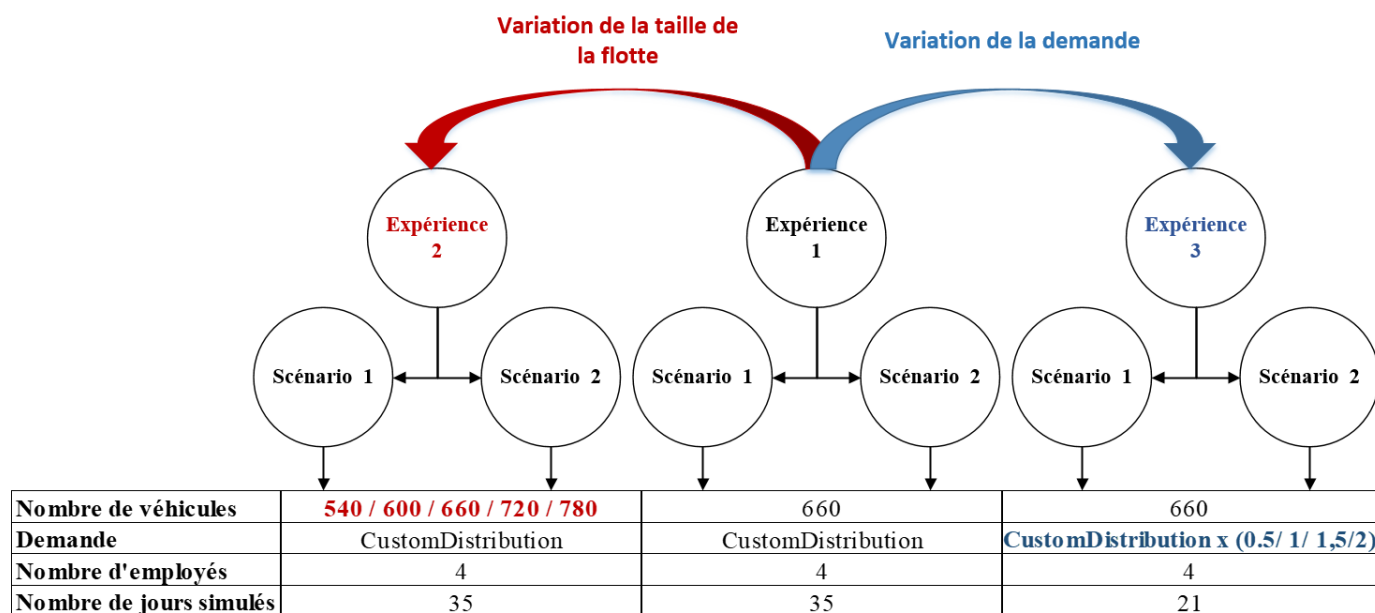 Variation de la taille de
la flotte
Variation de la demande
Expérience
2
Expérience
1
Expérience
3
Scénario 1
Scénario 2
Scénario 1
Scénario 2
Scénario 1
Scénario 2
Nombre de véhicules 540 / 600 / 660 / 720 / 780 660 660
Demande CustomDistribution CustomDistribution CustomDistribution x (0.5/ 1/ 1,5/2)
Nombre d'employés 4 4 4
Nombre de jours simulés 35 35 21